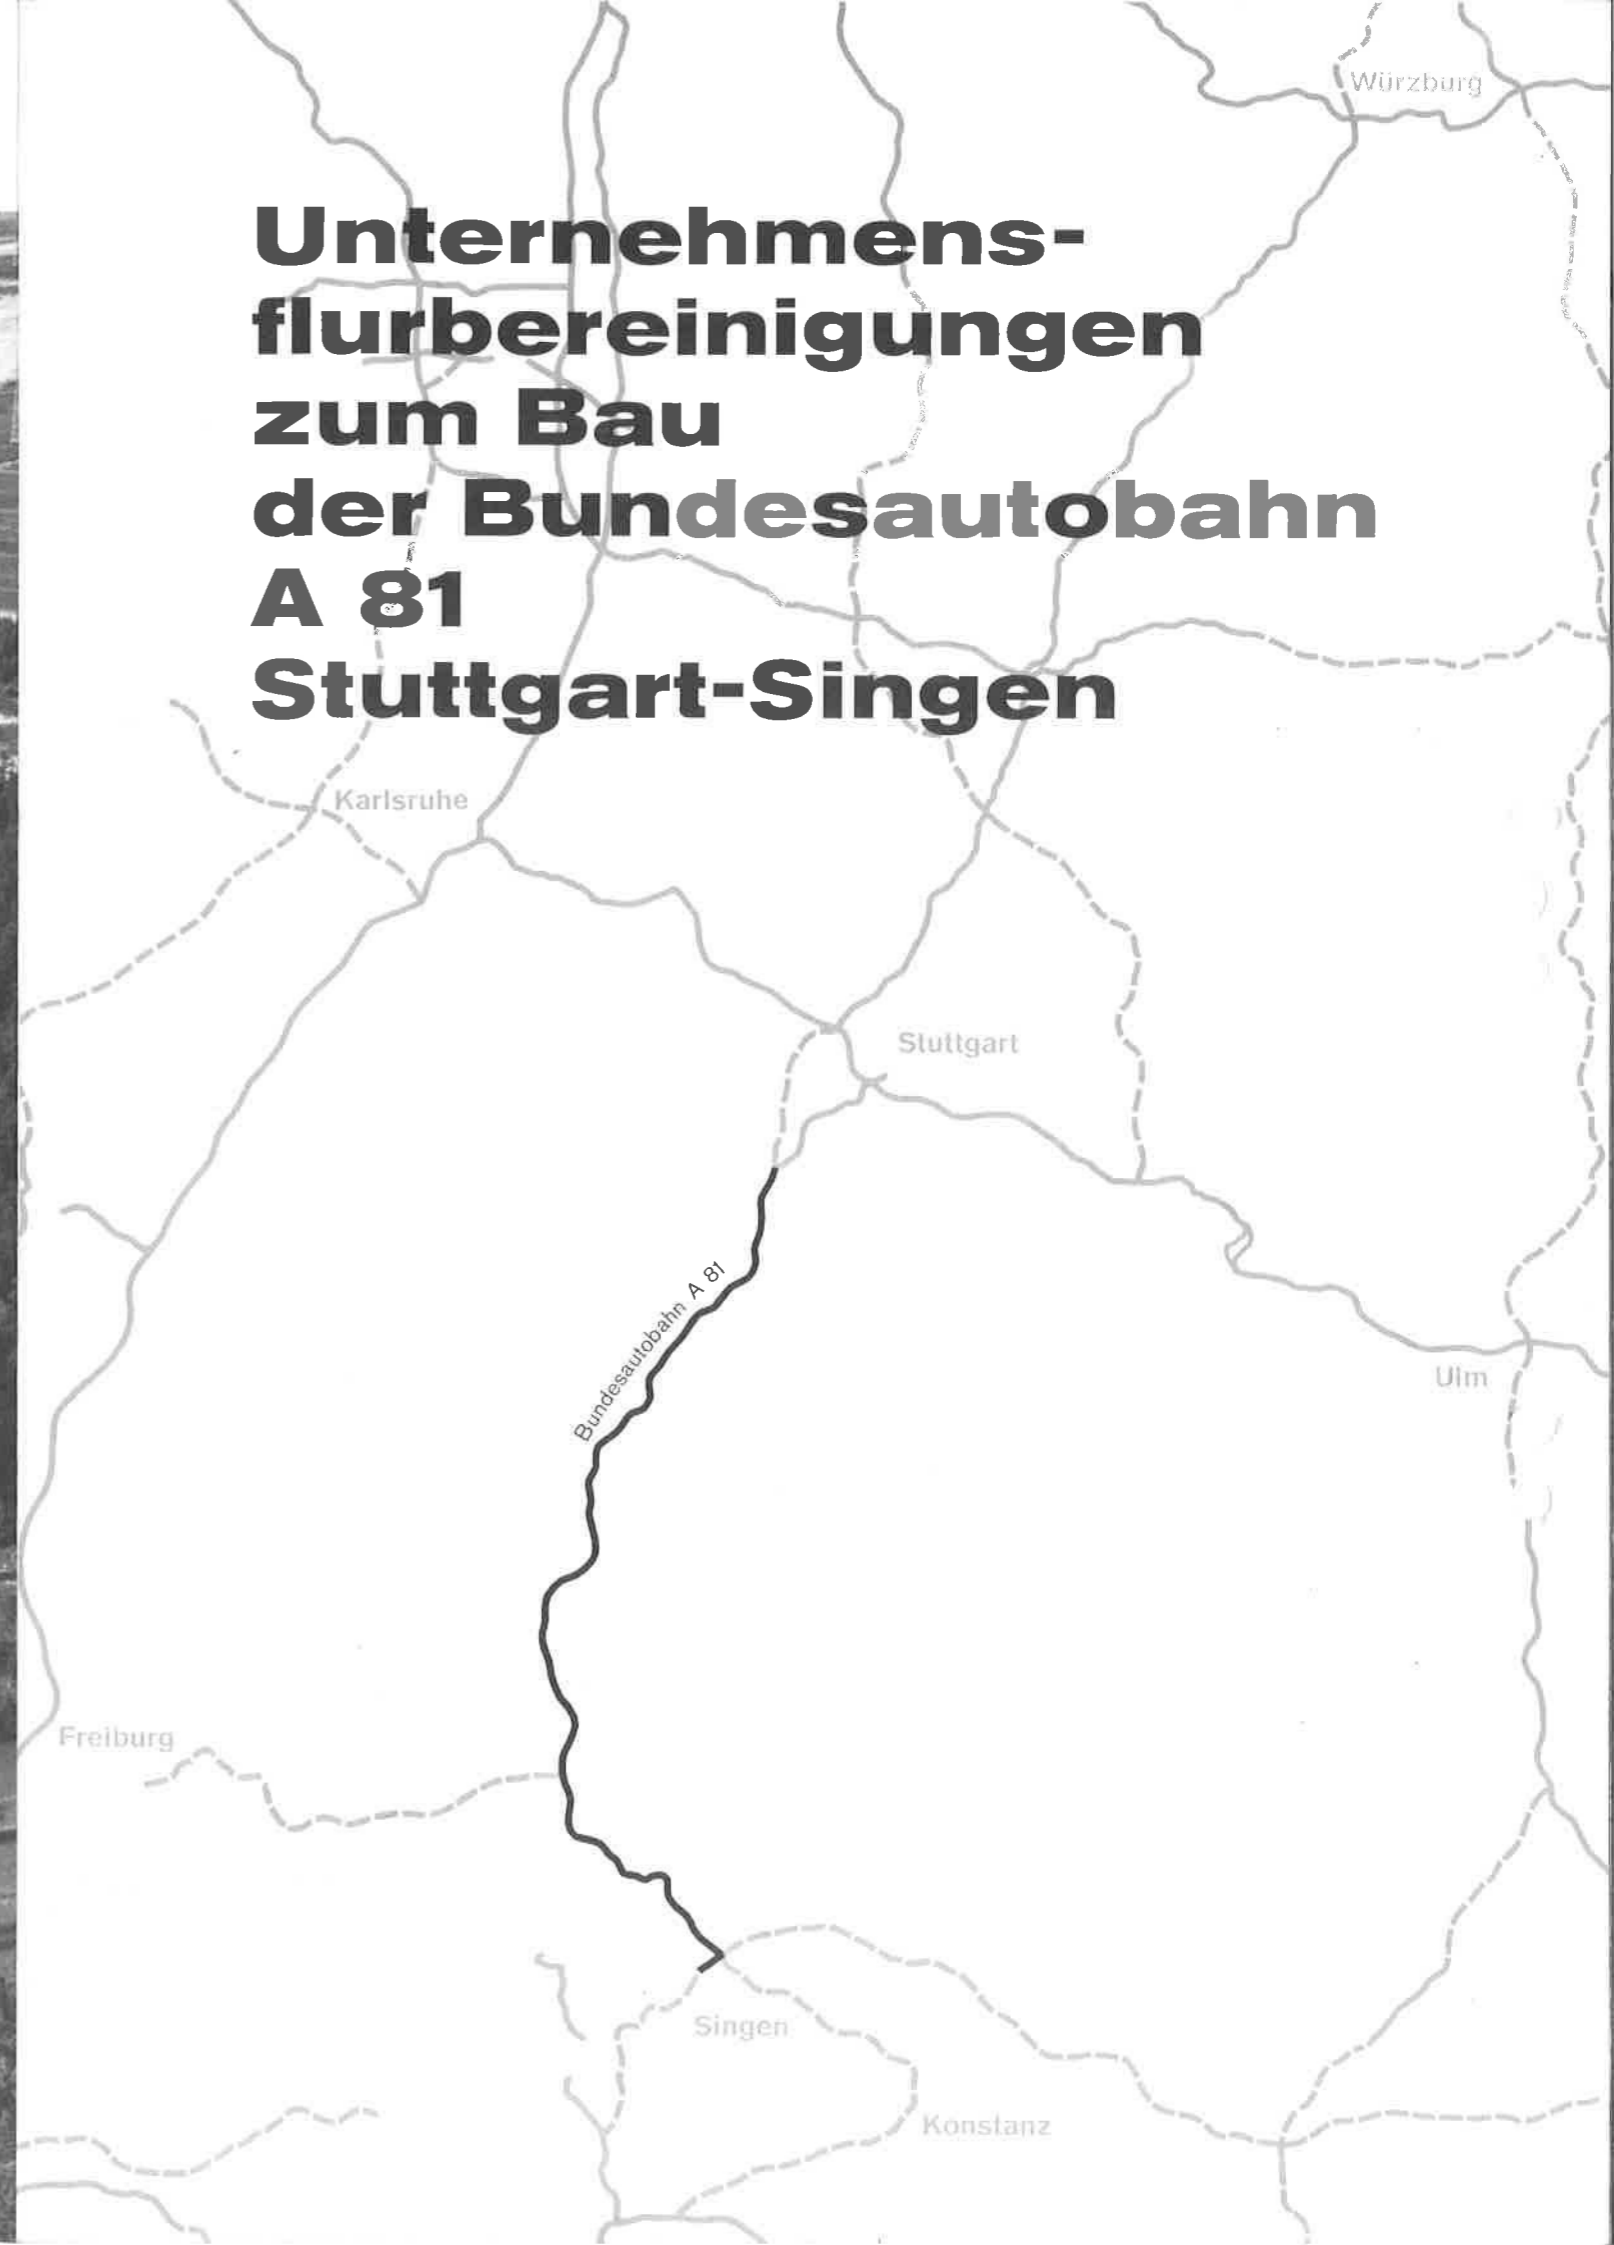 Würzburg
Unternehmens-
flurbereinigungen
zum Bau
der Bundesautobahn
A 81
Stuttgart-Singen
Karlsruhe
Stuttgart
Bundesautobahn A 81
Ulm
Freiburg
Singen
Konstanz